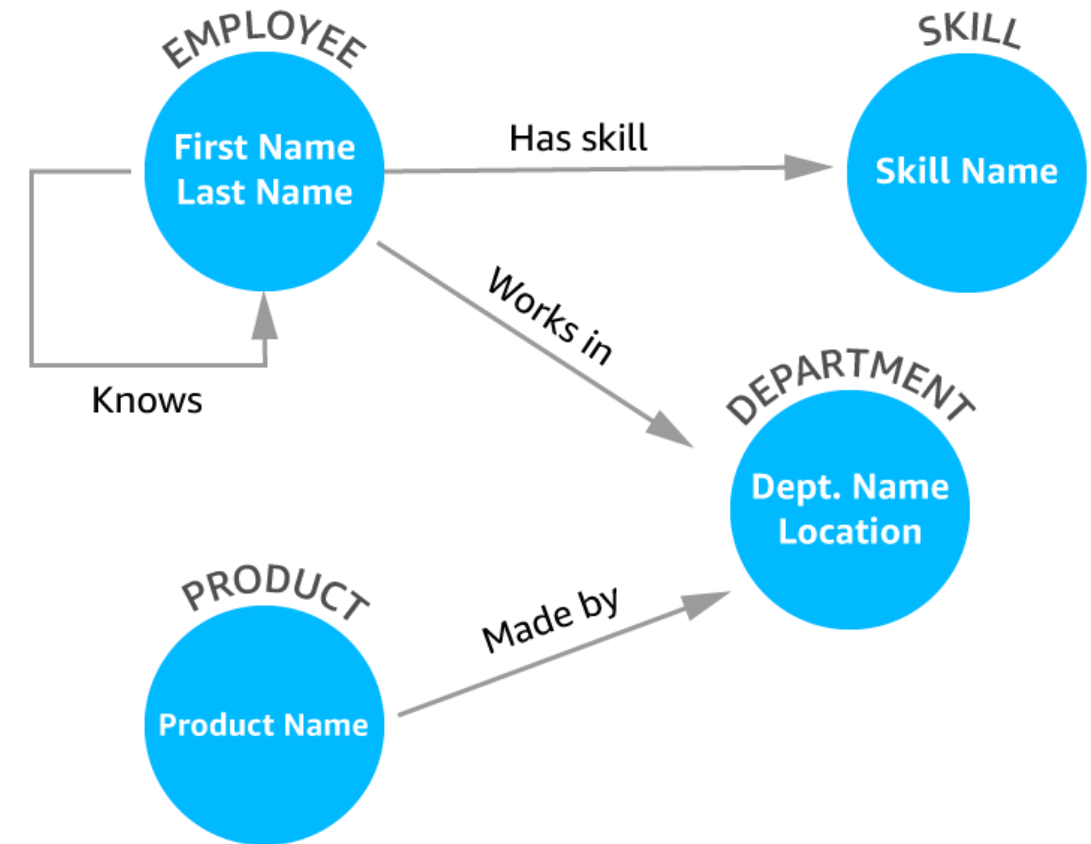 EMPLOYEE
First Name
Last Name
Has skill
SKILL
Skill Name
Knows
Works in
DEPARTMENT
Dept. Name
Location
PRODUCT
Product Name
Made by